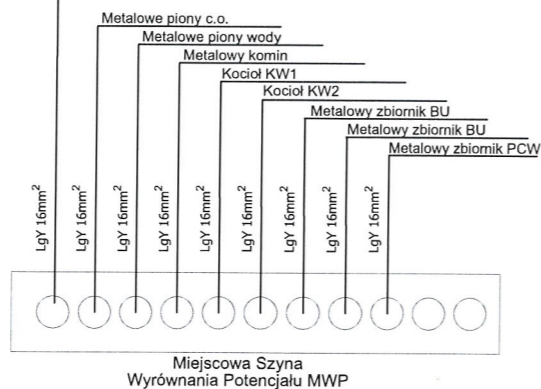 Metalowe piony c.o.
Metalowe piony wody
Metalowy komin
Kocioł KW1
Kocioł KW2
Metalowy zbiornik BU
Metalowy zbiornik BU
Metalowy zbiornik PCW
LgY 16mm²
LgY 16mm²
LgY 16mm²
LgY 16mm²
LgY 16mm²
LgY 16mm²
LgY 16mm²
LgY 16mm²
LgY 16mm²
Miejscowa Szyna
Wyrównania Potencjału MWP